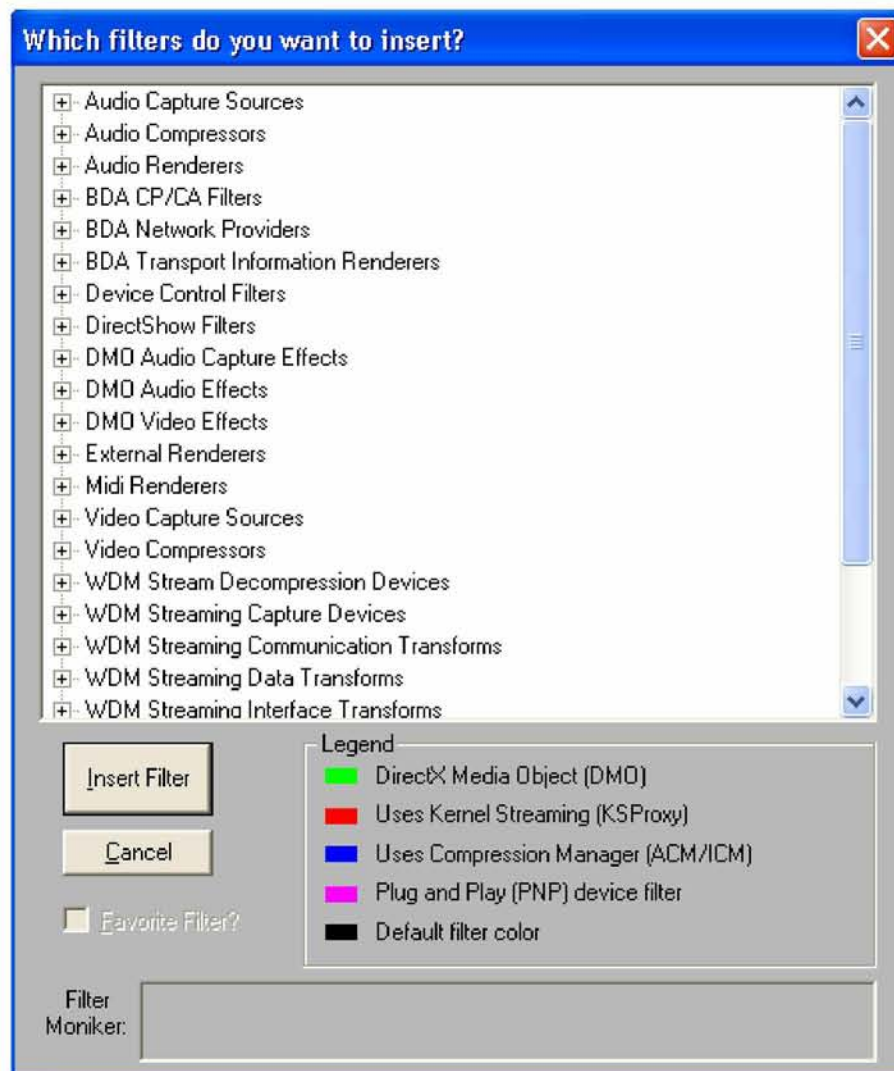 Which filters do you want to insert?
Audio Capture Sources
Audio Compressors
Audio Renderers
BDA CP/CA Filters
BDA Network Providers
BDA Transport Information Renderers
Device Control Filters
DirectShow Filters
DMO Audio Capture Effects
DMO Audio Effects
DMO Video Effects
External Renderers
Midi Renderers
Video Capture Sources
Video Compressors
WDM Stream Decompression Devices
WDM Streaming Capture Devices
WDM Streaming Communication Transforms
WDM Streaming Data Transforms
WDM Streaming Interface Transforms
Insert Filter
Cancel
Favorite Filter?
Legend
DirectX Media Object (DMO)
Uses Kernel Streaming (KSProxy)
Uses Compression Manager (ACM/ICM)
Plug and Play (PNP) device filter
Default filter color
Filter
Moniker: